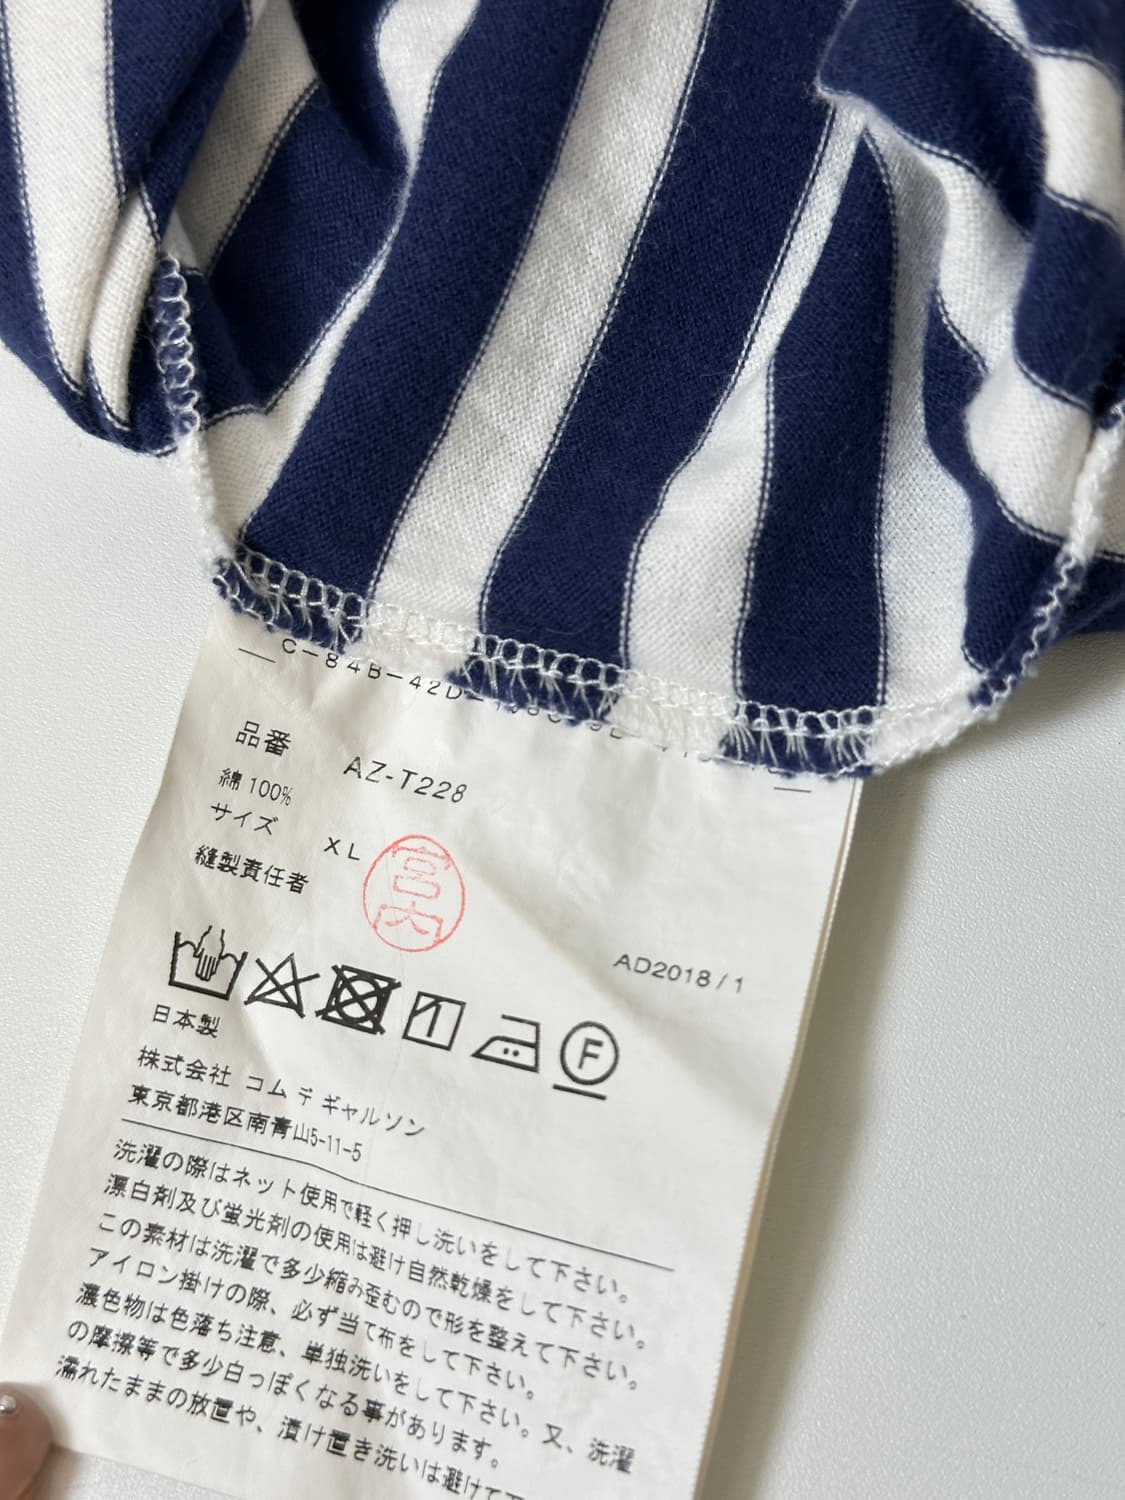 C-84B-42D
品番 AZ-T228
綿 100%
サイズ XL
縫製責任者 宮内
AD2018/1
F
日本製
株式会社 コム デ ギャルソン
東京都港区南青山5-11-5
洗濯の際はネット使用で軽く押し洗いをして下さい。
漂白剤及び蛍光剤の使用は避け自然乾燥をして下さい。
この素材は洗濯で多少縮み歪むので形を整えて下さい。
アイロン掛けの際、必ず当て布をして下さい。
濃色物は色落ち注意、単独洗いをして下さい。又、洗濯
の摩擦等で多少白っぽくなる事があります。
濡れたままの放置や、漬け置き洗いは避けて下